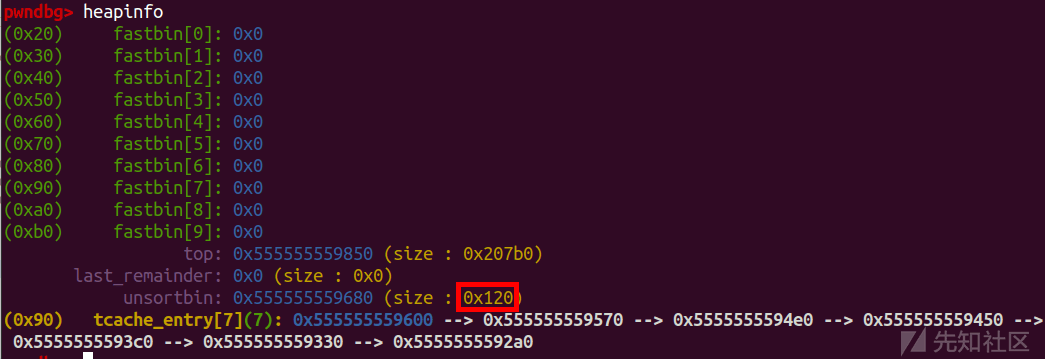 pwndbg> heapinfo
(0x20)     fastbin[0]: 0x0
(0x30)     fastbin[1]: 0x0
(0x40)     fastbin[2]: 0x0
(0x50)     fastbin[3]: 0x0
(0x60)     fastbin[4]: 0x0
(0x70)     fastbin[5]: 0x0
(0x80)     fastbin[6]: 0x0
(0x90)     fastbin[7]: 0x0
(0xa0)     fastbin[8]: 0x0
(0xb0)     fastbin[9]: 0x0
top: 0x555555559850 (size : 0x207b0)
last_remainder: 0x0 (size : 0x0)
unsortbin: 0x555555559680 (size : 0x120)
(0x90)   tcache_entry[7](7): 0x555555559600 --> 0x555555559570 --> 0x5555555594e0 --> 0x555555559450 -->
0x5555555593c0 --> 0x555555559330 --> 0x5555555592a0
先知社区